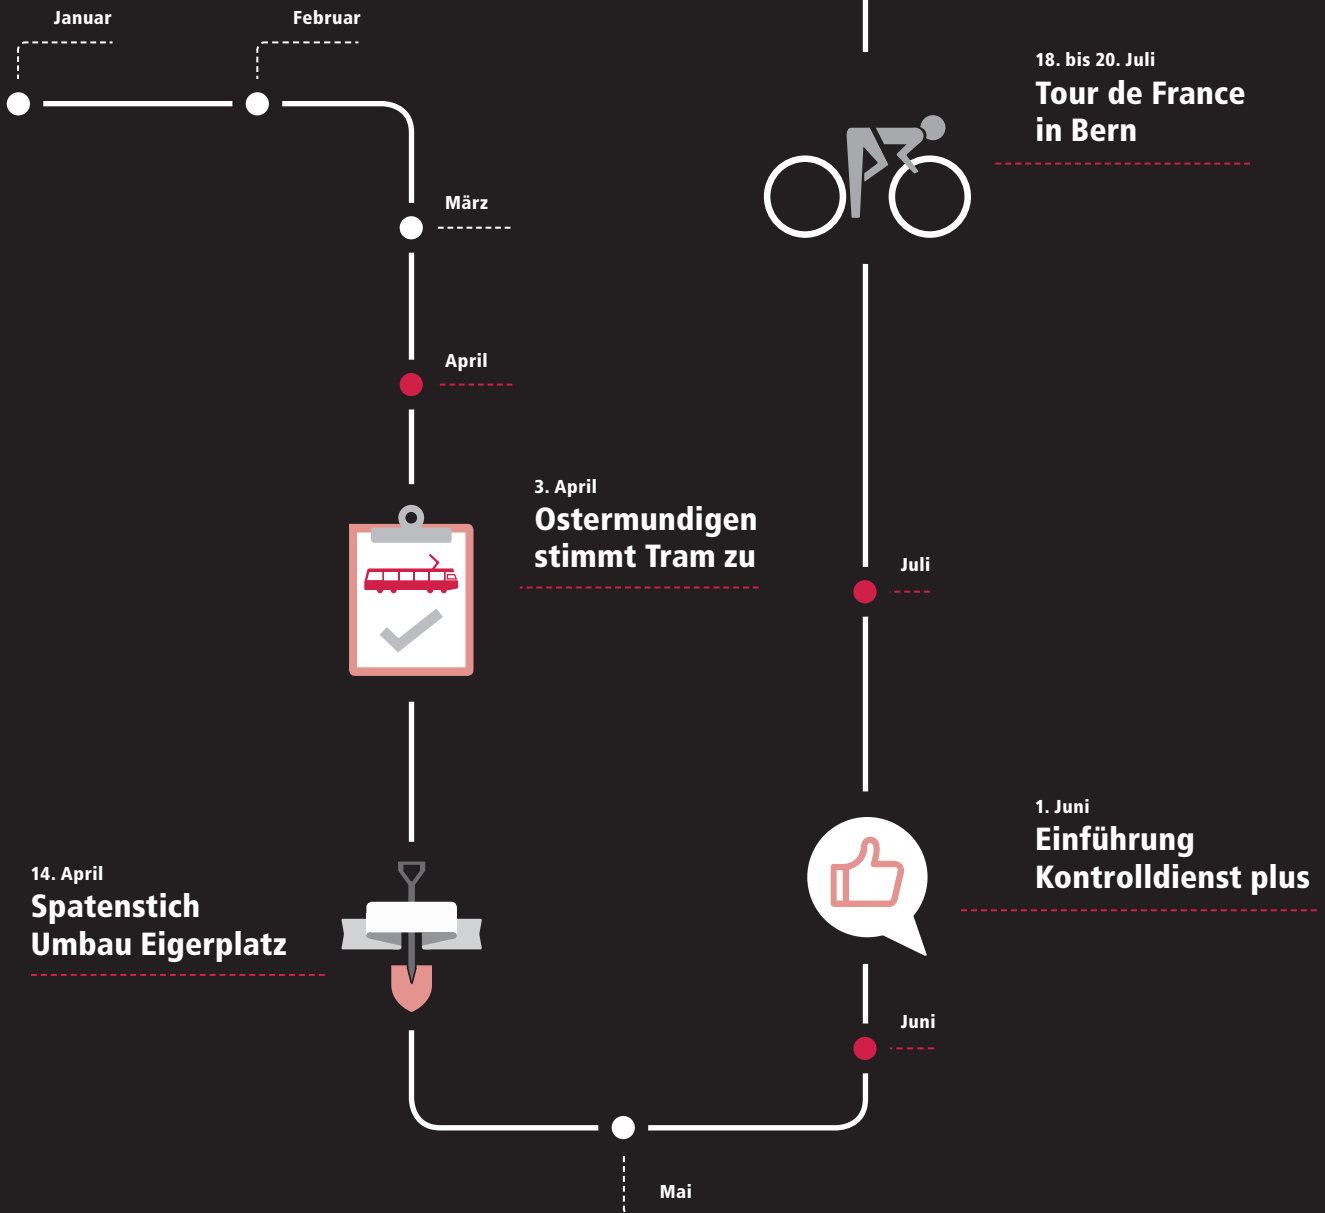 Januar
Februar
März
April
3. April
Ostermundigen
stimmt Tram zu
14. April
Spatenstich
Umbau Eigerplatz
Mai
Juni
1. Juni
Einführung
Kontrolldienst plus
Juli
18. bis 20. Juli
Tour de France
in Bern